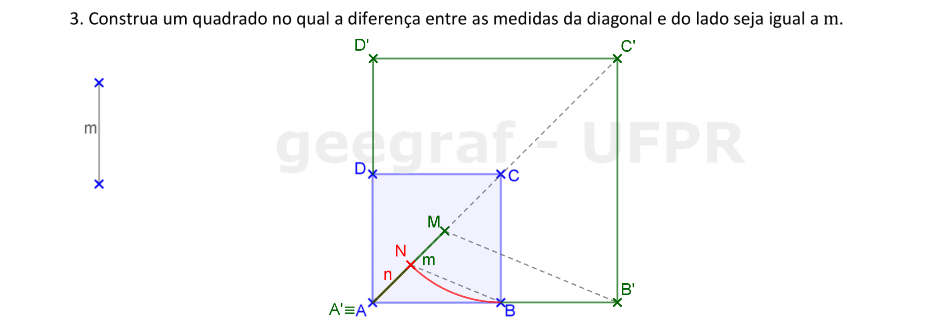 3. Construa um quadrado no qual a diferença entre as medidas da diagonal e do lado seja igual a m.
D'
C'
m
geegraf - UFPR
D
C
M
N
m
n
B'
A'≡A
B